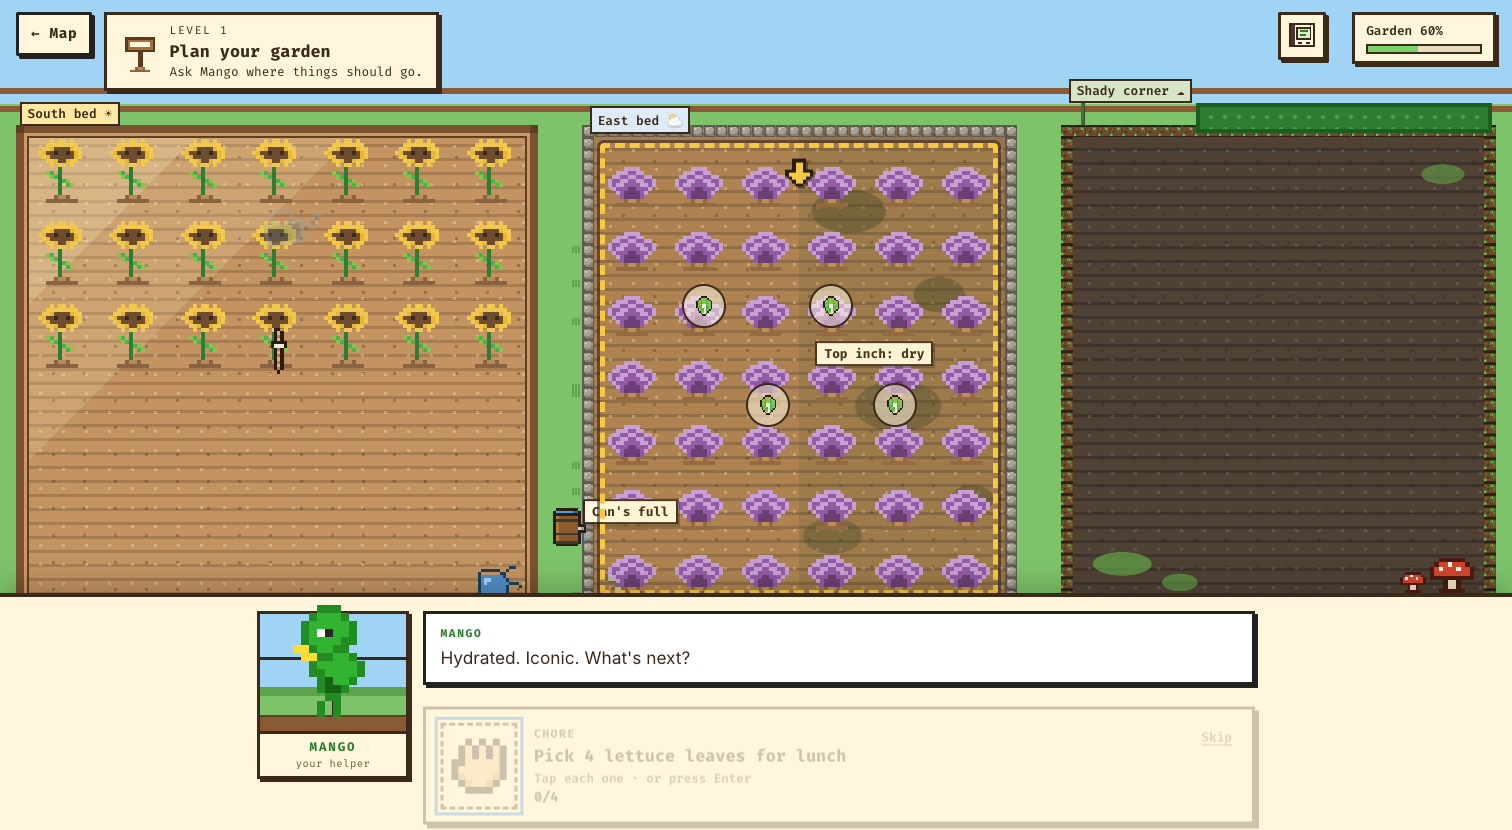 ← Map
LEVEL 1
Plan your garden
Ask Mango where things should go.
Garden 60%
South bed ☀
East bed ⛅
Shady corner ☁
Top inch: dry
Can's full
MANGO
your helper
MANGO
Hydrated. Iconic. What's next?
CHORE
Pick 4 lettuce leaves for lunch
Tap each one · or press Enter
0/4
Skip